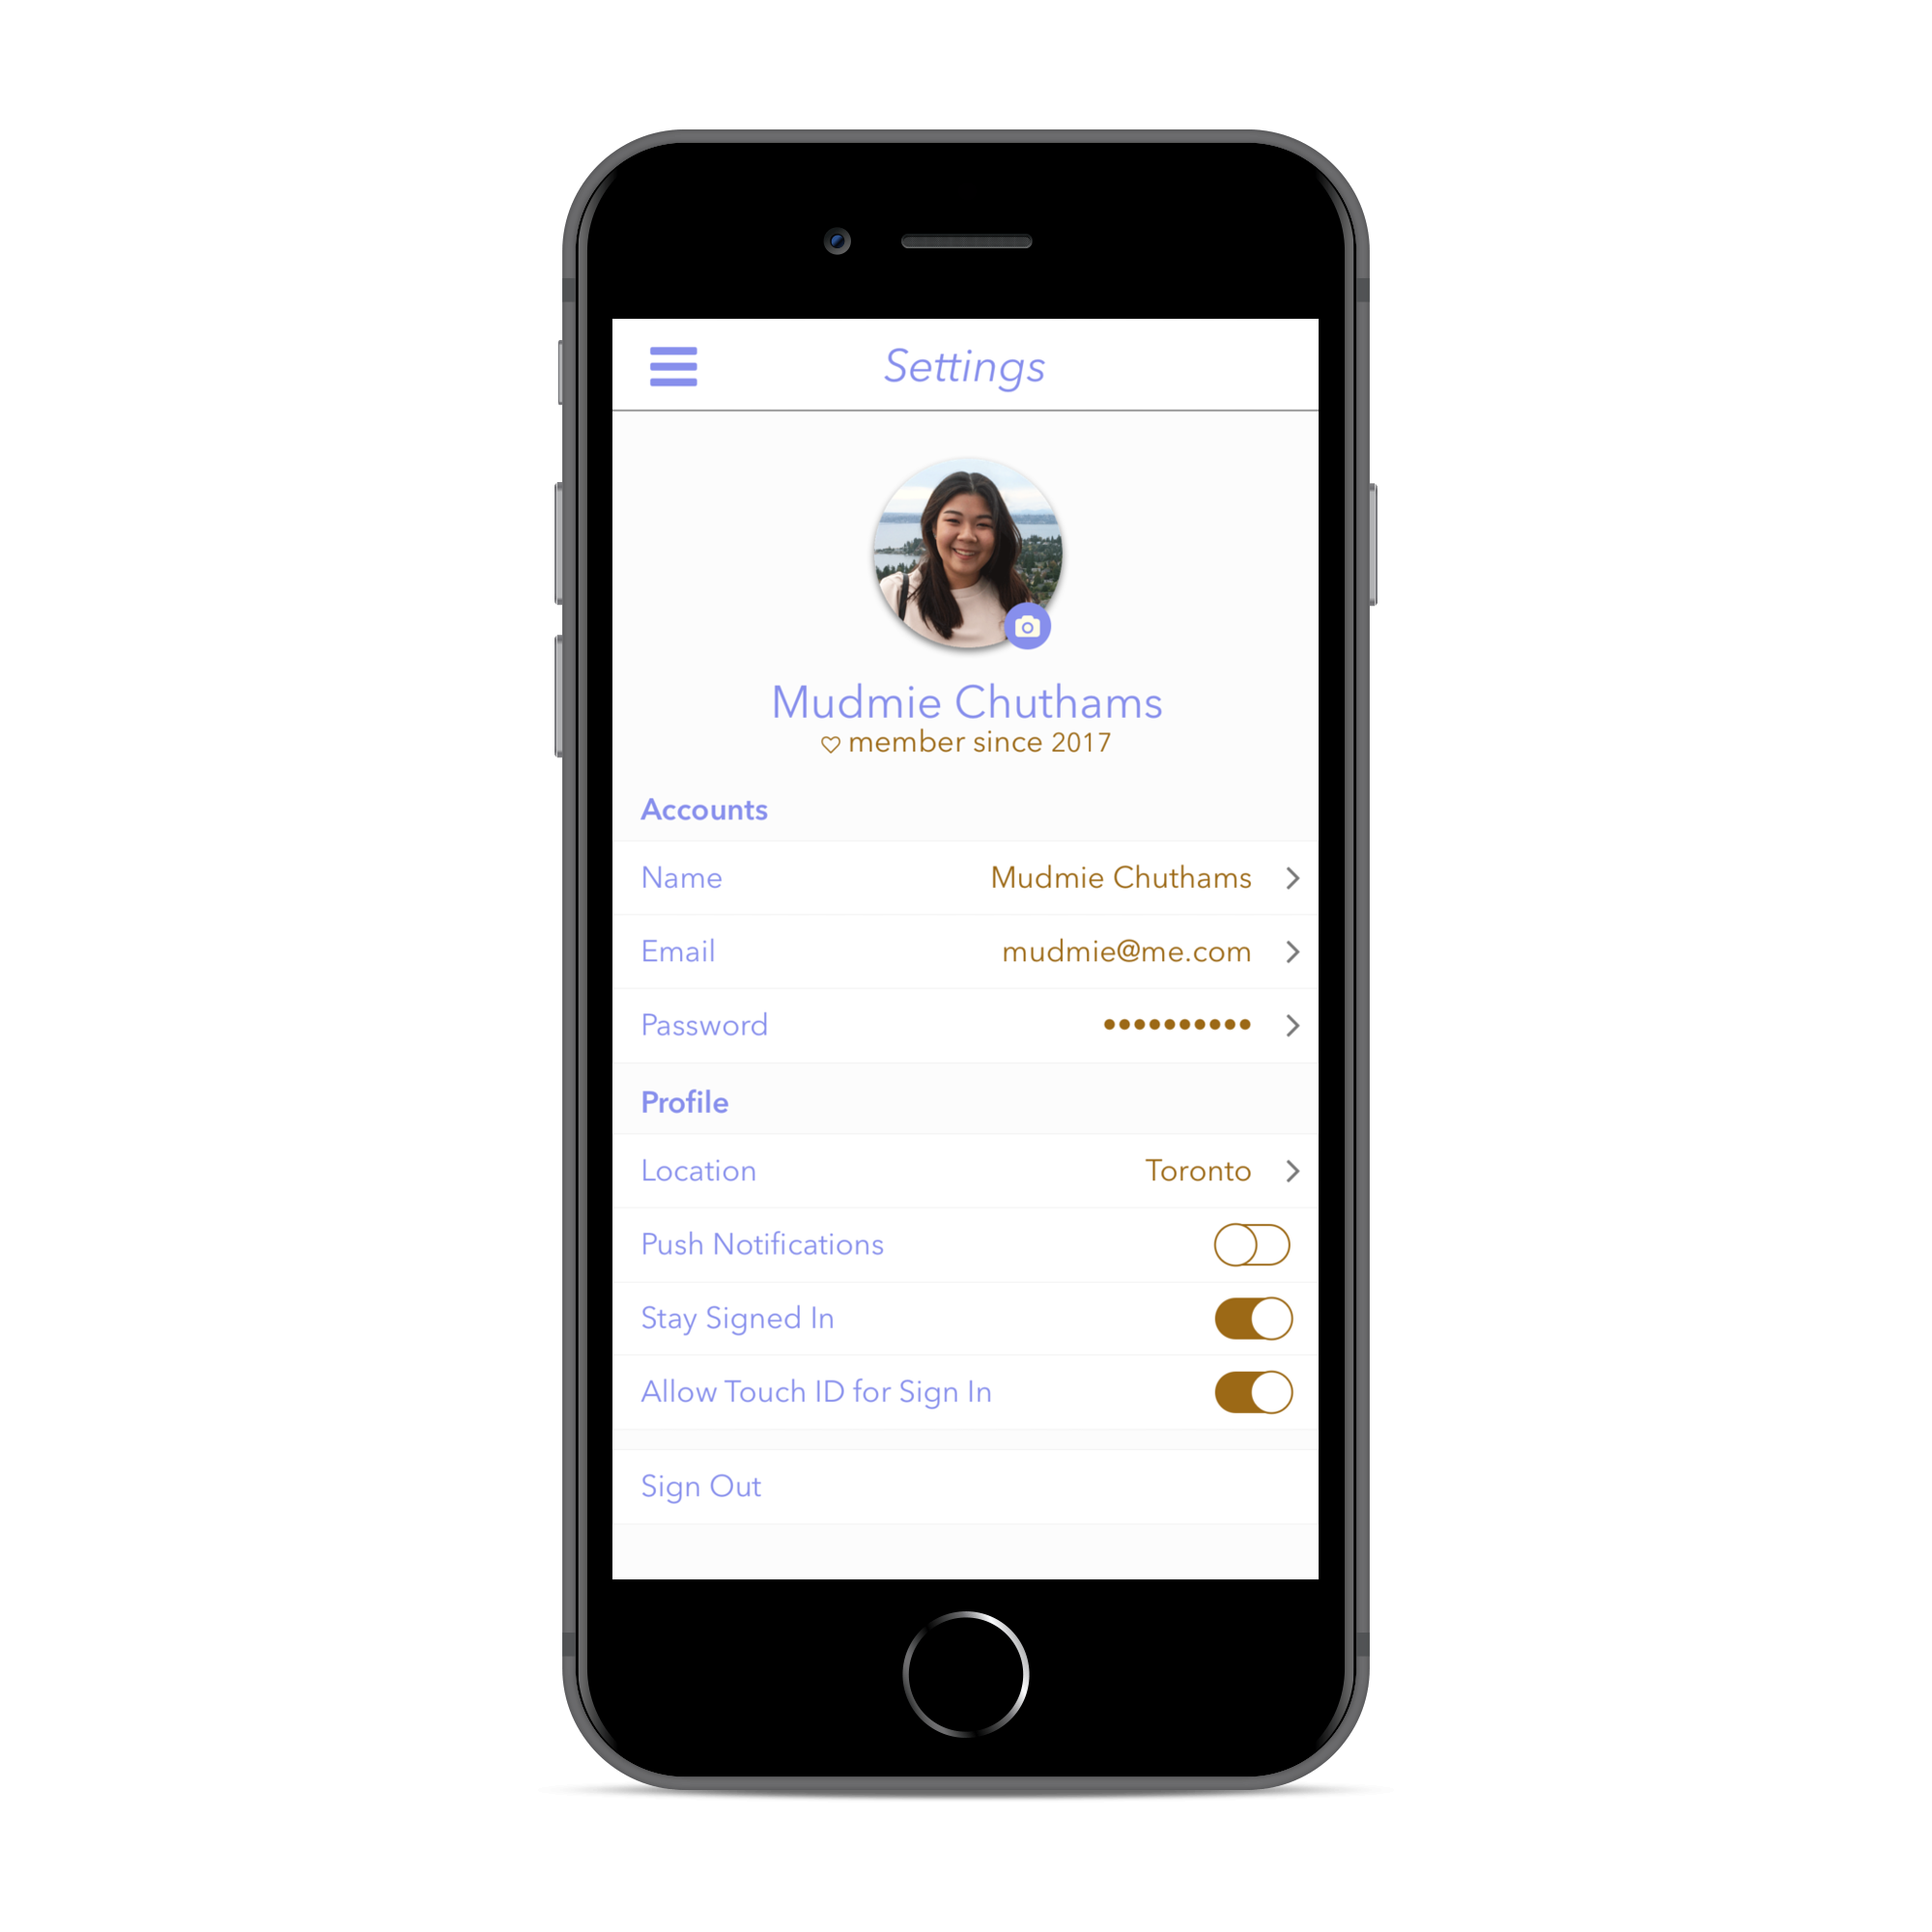 Settings
Mudmie Chuthams
♡ member since 2017
Accounts
Name Mudmie Chuthams
Email mudmie@me.com
Password ••••••••••
Profile
Location Toronto
Push Notifications
Stay Signed In
Allow Touch ID for Sign In
Sign Out